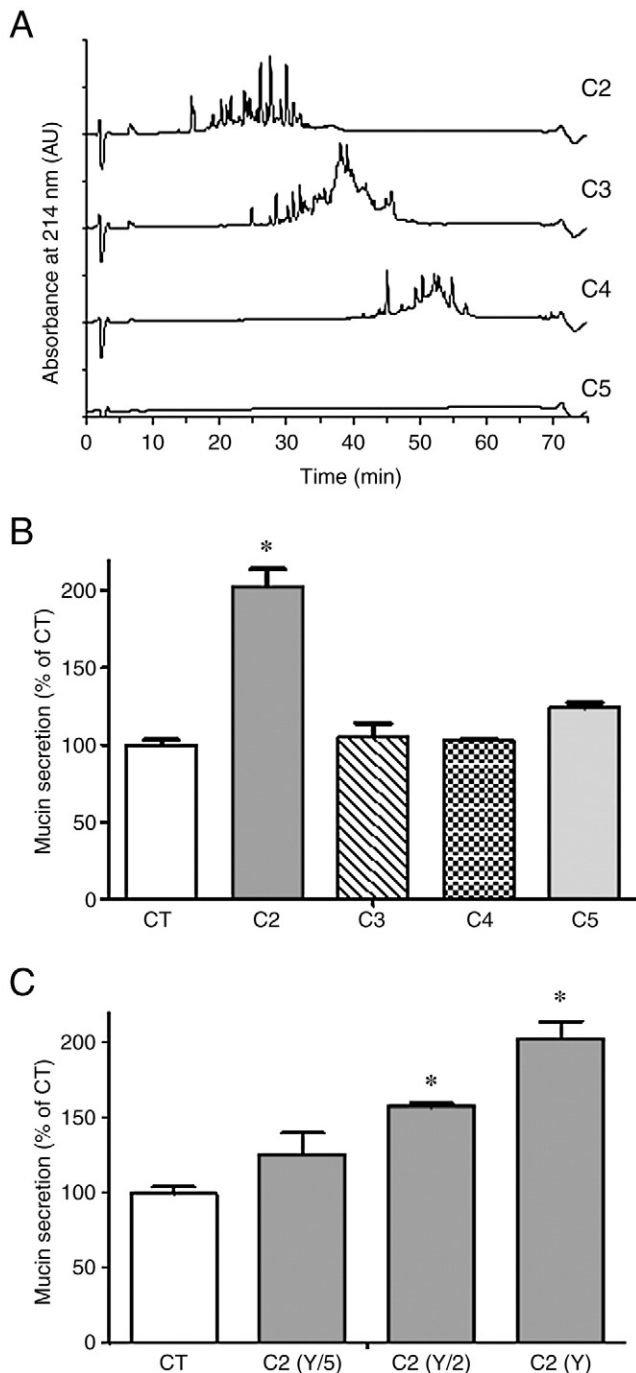 A
Absorbance at 214 nm (AU)
C2
C3
C4
C5
0 10 20 30 40 50 60 70
Time (min)
B
Mucin secretion (% of CT)
200
150
100
50
0
*
CT C2 C3 C4 C5
C
Mucin secretion (% of CT)
200
150
100
50
0
*
*
CT C2 (Y/5) C2 (Y/2) C2 (Y)